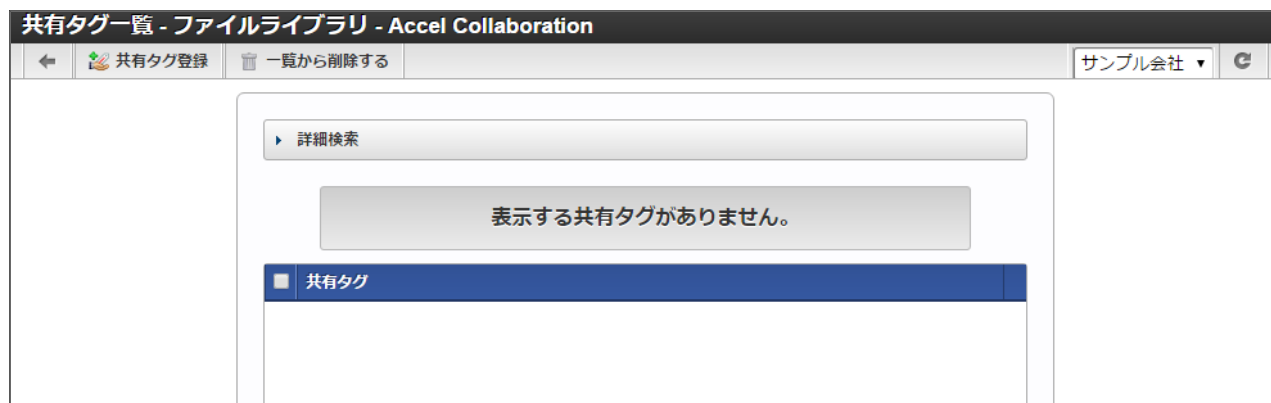 共有タグ一覧 - ファイルライブラリ - Accel Collaboration
共有タグ登録 一覧から削除する サンプル会社
詳細検索
表示する共有タグがありません。
共有タグ